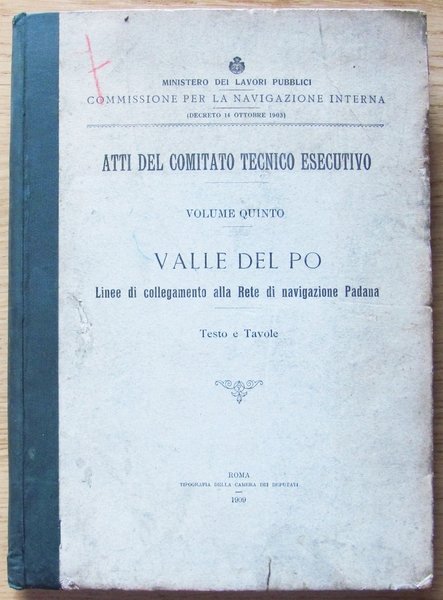 MINISTERO DEI LAVORI PUBBLICI
COMMISSIONE PER LA NAVIGAZIONE INTERNA
(DECRETO 14 OTTOBRE 1903)
ATTI DEL COMITATO TECNICO ESECUTIVO
VOLUME QUINTO
VALLE DEL PO
Linee di collegamento alla Rete di navigazione Padana
Testo e Tavole
ROMA
TIPOGRAFIA DELLA CAMERA DEI DEPUTATI
1909